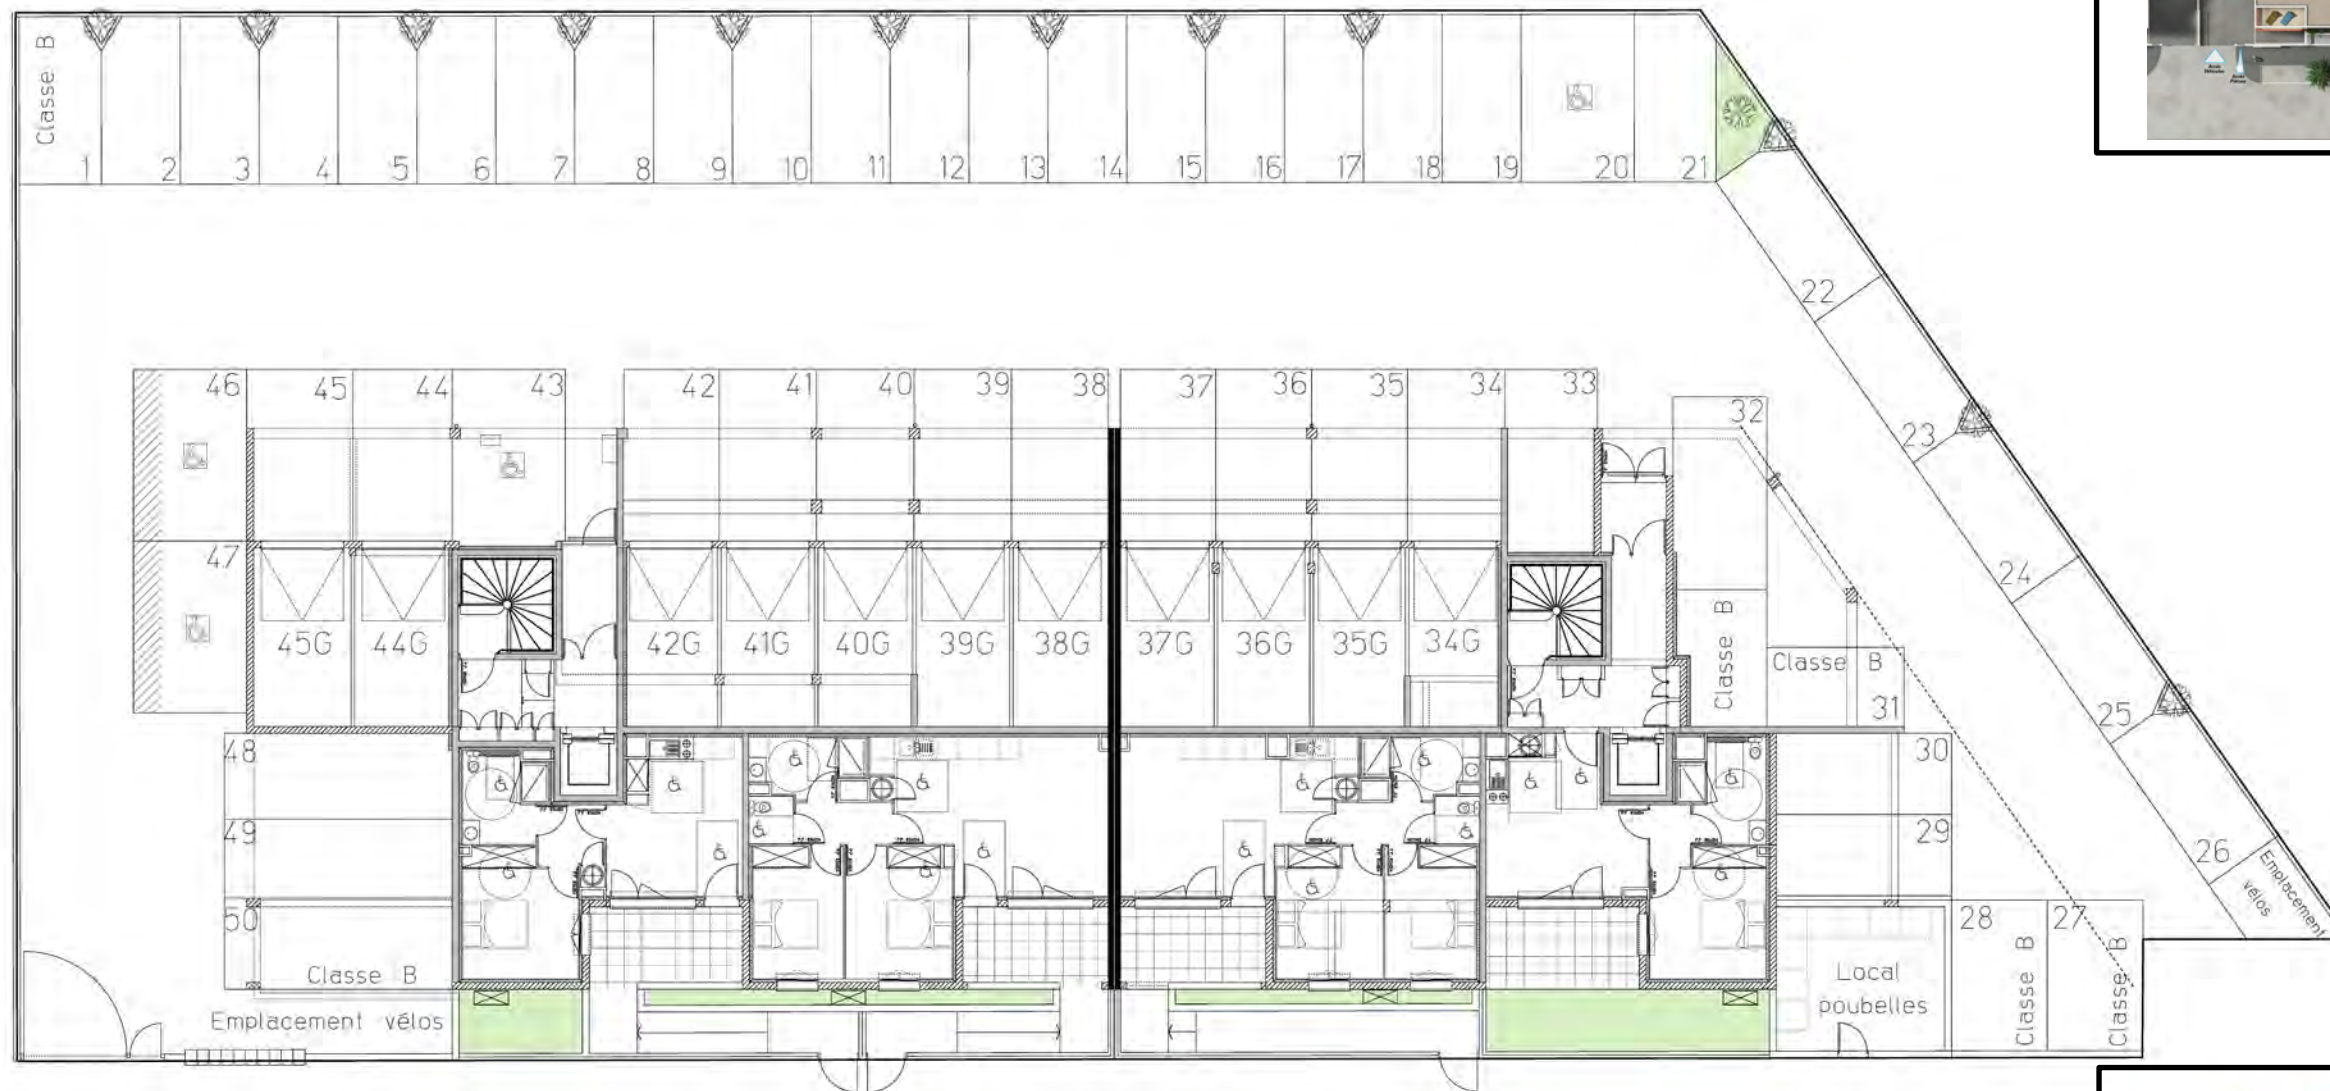 Classe B
1 2 3 4 5 6 7 8 9 10 11 12 13 14 15 16 17 18 19 20 21
22
23
24
25
26
Emplacement
vélos
46 45 44 43 42 41 40 39 38 37 36 35 34 33
32
47
45G 44G 42G 41G 40G 39G 38G 37G 36G 35G 34G
Classe B
Classe B
31
48
30
49
29
50
28 27
Classe B
Classe B
Classe B
Local
poubelles
Emplacement vélos